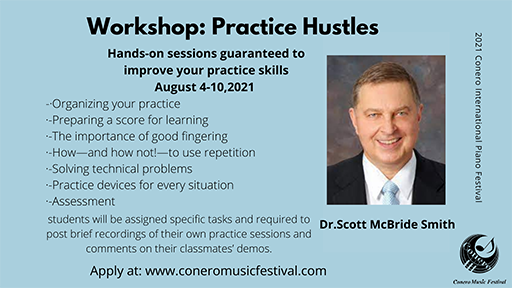 Workshop: Practice Hustles
Hands-on sessions guaranteed to
improve your practice skills
August 4-10,2021
--Organizing your practice
--Preparing a score for learning
--The importance of good fingering
--How—and how not!—to use repetition
--Solving technical problems
--Practice devices for every situation
--Assessment
students will be assigned specific tasks and required to
post brief recordings of their own practice sessions and
comments on their classmates’ demos.
Apply at: www.coneromusicfestival.com
Dr.Scott McBride Smith
2021 Conero International Piano Festival
Conero Music Festival